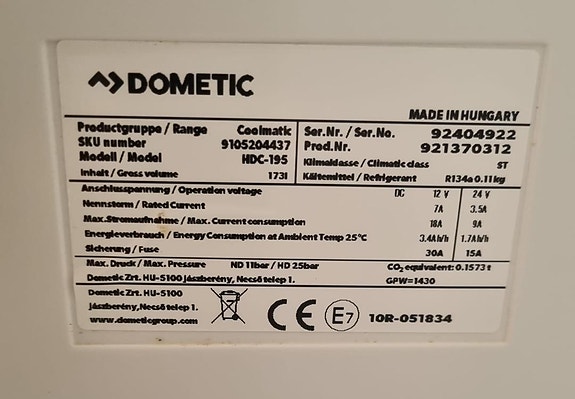 DOMETIC
MADE IN HUNGARY
Productgruppe / Range Coolmatic
SKU number 9105204437
Modell / Model HDC-195
Inhalt / Gross volume 173l
Ser.Nr. / Ser.No. 92404922
Prod.Nr. 921370312
Klimaklasse / Climatic class ST
Kältemittel / Refrigerant R134a 0.11kg
Anschlusspannung / Operation voltage DC 12 V 24 V
Nennstorm / Rated Current 7A 3.5A
Max.Stromaufnahme / Max. Current consumption 18A 9A
Energieverbrauch / Energy Consumption at Ambient Temp 25°C 3.4Ah/h 1.7Ah/h
Sicherung / Fuse 30A 15A
Max. Druck / Max. Pressure ND 11bar / HD 25bar
CO₂ equivalent: 0.1573 t
Dometic Zrt. HU-5100 Jászberény, Necső telep 1.
GPW=1430
Dometic Zrt. HU-5100
Jászberény, Necső telep 1.
www.dometicgroup.com
CE E7 10R-051834